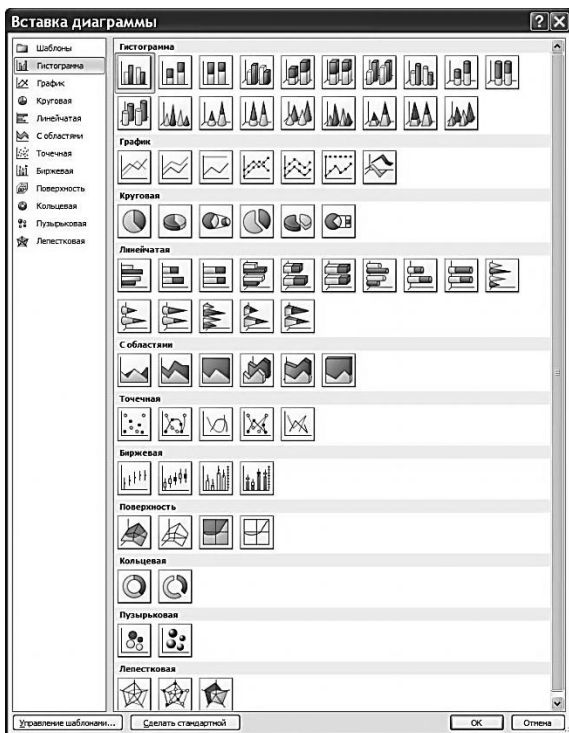 Вставка диаграммы
Шаблоны
Гистограмма
График
Круговая
Линейчатая
С областями
Точечная
Биржевая
Поверхность
Кольцевая
Пузырьковая
Лепестковая
Гистограмма
График
Круговая
Линейчатая
С областями
Точечная
Биржевая
Поверхность
Кольцевая
Пузырьковая
Лепестковая
Управление шаблонами...
Сделать стандартной
ОК
Отмена